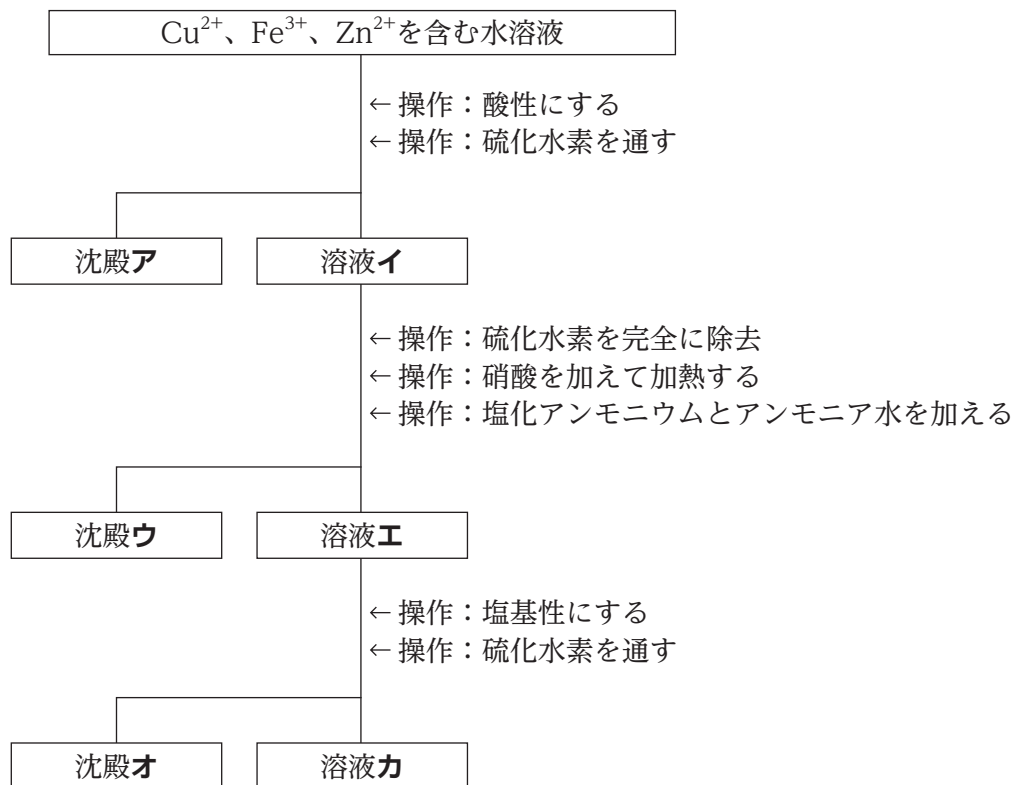 Cu²⁺、Fe³⁺、Zn²⁺を含む水溶液
←操作：酸性にする
←操作：硫化水素を通す
沈殿ア
溶液イ
←操作：硫化水素を完全に除去
←操作：硝酸を加えて加熱する
←操作：塩化アンモニウムとアンモニア水を加える
沈殿ウ
溶液エ
←操作：塩基性にする
←操作：硫化水素を通す
沈殿オ
溶液カ